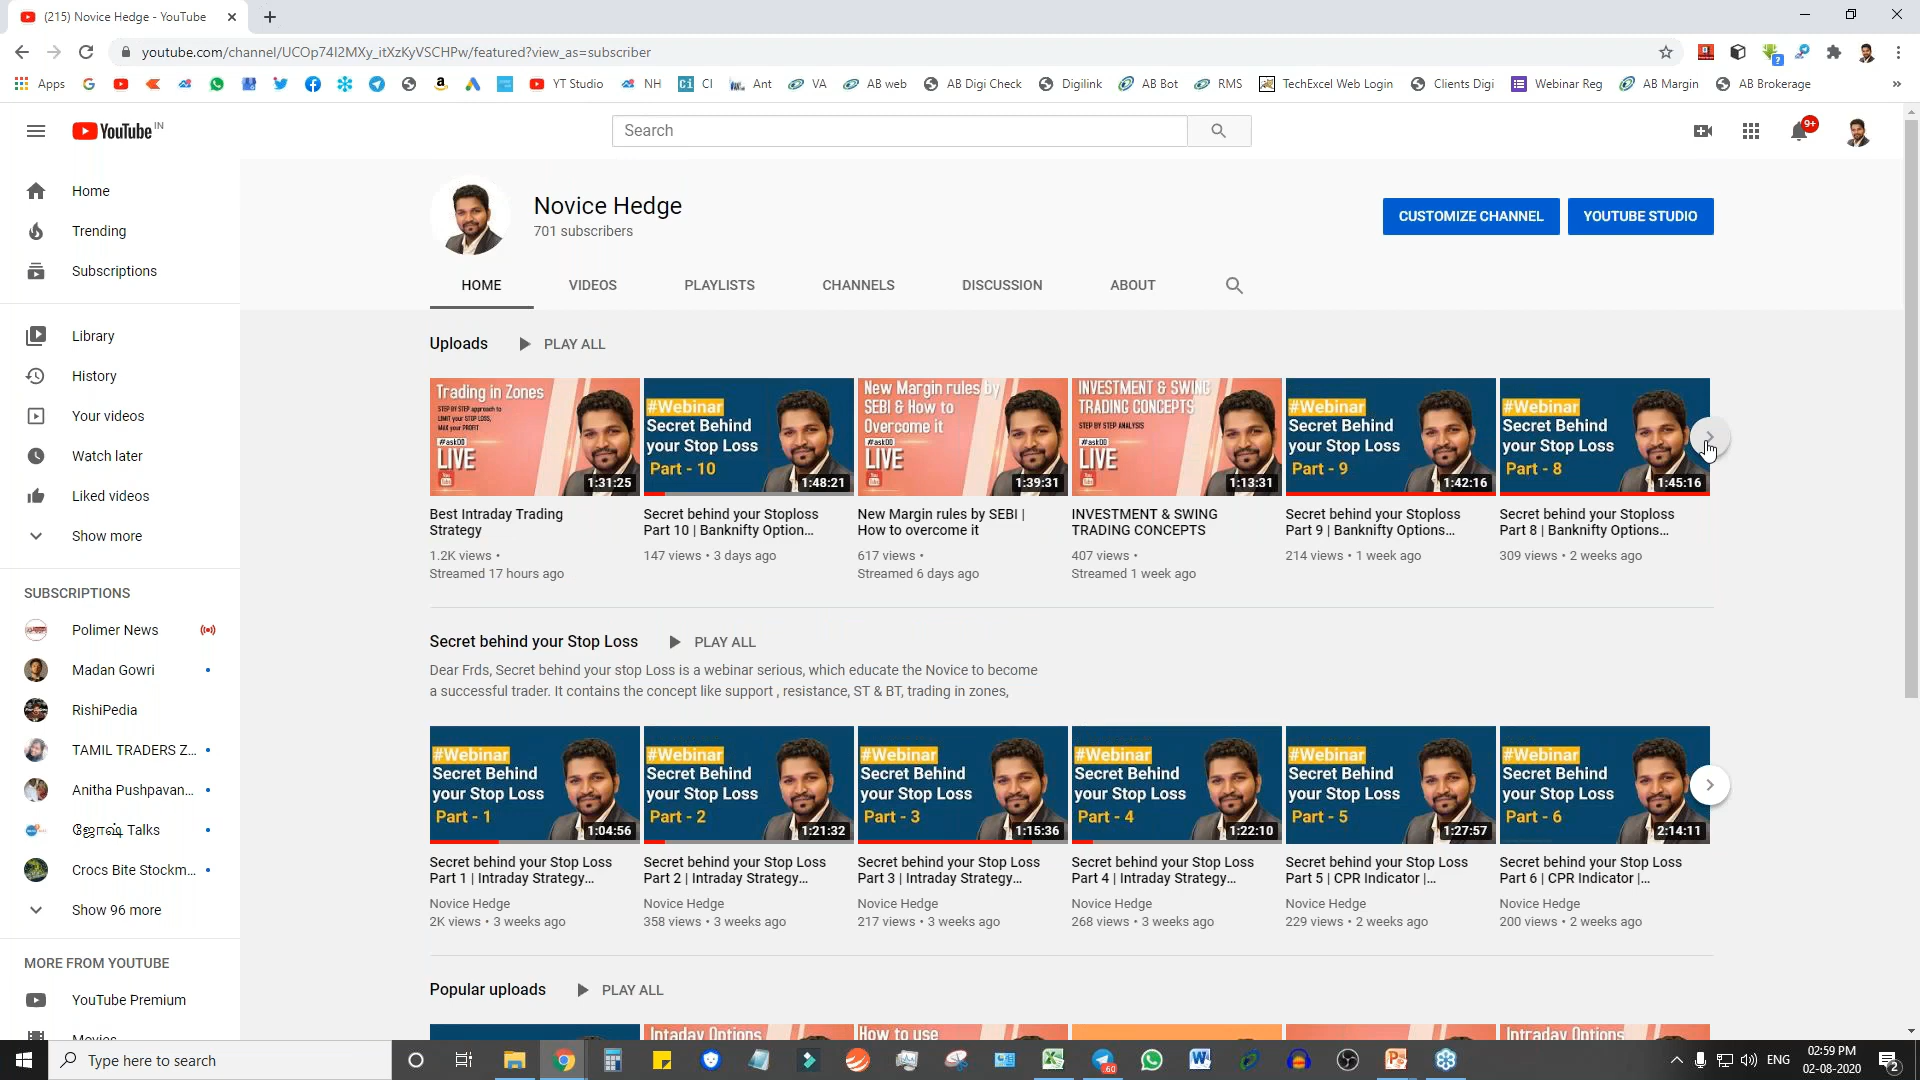 (215) Novice Hedge - YouTube
youtube.com/channel/UCOp74I2MXy_itXzKyVSCHPw/featured?view_as=subscriber
Apps YT Studio NH CI Ant VA AB web AB Digi Check Digilink AB Bot RMS TechExcel Web Login Clients Digi Webinar Reg AB Margin AB Brokerage »
YouTube IN
Search
9+
Home
Trending
Subscriptions
Library
History
Your videos
Watch later
Liked videos
Show more
SUBSCRIPTIONS
Polimer News
Madan Gowri
RishiPedia
TAMIL TRADERS Z...
Anitha Pushpavan...
ஜோஷ் Talks
Crocs Bite Stockm...
Show 96 more
MORE FROM YOUTUBE
YouTube Premium
Movies
Novice Hedge
701 subscribers
CUSTOMIZE CHANNEL
YOUTUBE STUDIO
HOME VIDEOS PLAYLISTS CHANNELS DISCUSSION ABOUT
Uploads PLAY ALL
Trading in Zones
STEP BY STEP approach to
LIMIT your STOP LOSS,
MAX your PROFIT
#askOD
LIVE
1:31:25
Best Intraday Trading
Strategy
1.2K views •
Streamed 17 hours ago
#Webinar
Secret Behind
your Stop Loss
Part - 10
1:48:21
Secret behind your Stoploss
Part 10 | Banknifty Option...
147 views • 3 days ago
New Margin rules by
SEBI & How to
Overcome it
#askOD
LIVE
1:39:31
New Margin rules by SEBI |
How to overcome it
617 views •
Streamed 6 days ago
INVESTMENT & SWING
TRADING CONCEPTS
STEP BY STEP ANALYSIS
#askOD
LIVE
1:13:31
INVESTMENT & SWING
TRADING CONCEPTS
407 views •
Streamed 1 week ago
#Webinar
Secret Behind
your Stop Loss
Part - 9
1:42:16
Secret behind your Stoploss
Part 9 | Banknifty Options...
214 views • 1 week ago
#Webinar
Secret Behind
your Stop Loss
Part - 8
1:45:16
Secret behind your Stoploss
Part 8 | Banknifty Options...
309 views • 2 weeks ago
Secret behind your Stop Loss PLAY ALL
Dear Frds, Secret behind your stop Loss is a webinar serious, which educate the Novice to become
a successful trader. It contains the concept like support , resistance, ST & BT, trading in zones,
#Webinar
Secret Behind
your Stop Loss
Part - 1
1:04:56
Secret behind your Stop Loss
Part 1 | Intraday Strategy...
Novice Hedge
2K views • 3 weeks ago
#Webinar
Secret Behind
your Stop Loss
Part - 2
1:21:32
Secret behind your Stop Loss
Part 2 | Intraday Strategy...
Novice Hedge
358 views • 3 weeks ago
#Webinar
Secret Behind
your Stop Loss
Part - 3
1:15:36
Secret behind your Stop Loss
Part 3 | Intraday Strategy...
Novice Hedge
217 views • 3 weeks ago
#Webinar
Secret Behind
your Stop Loss
Part - 4
1:22:10
Secret behind your Stop Loss
Part 4 | Intraday Strategy...
Novice Hedge
268 views • 3 weeks ago
#Webinar
Secret Behind
your Stop Loss
Part - 5
1:27:57
Secret behind your Stop Loss
Part 5 | CPR Indicator |...
Novice Hedge
229 views • 2 weeks ago
#Webinar
Secret Behind
your Stop Loss
Part - 6
2:14:11
Secret behind your Stop Loss
Part 6 | CPR Indicator |...
Novice Hedge
200 views • 2 weeks ago
Popular uploads PLAY ALL
Intaday Options
How to use
Intraday Options
Type here to search
ENG
02:59 PM
02-08-2020
2